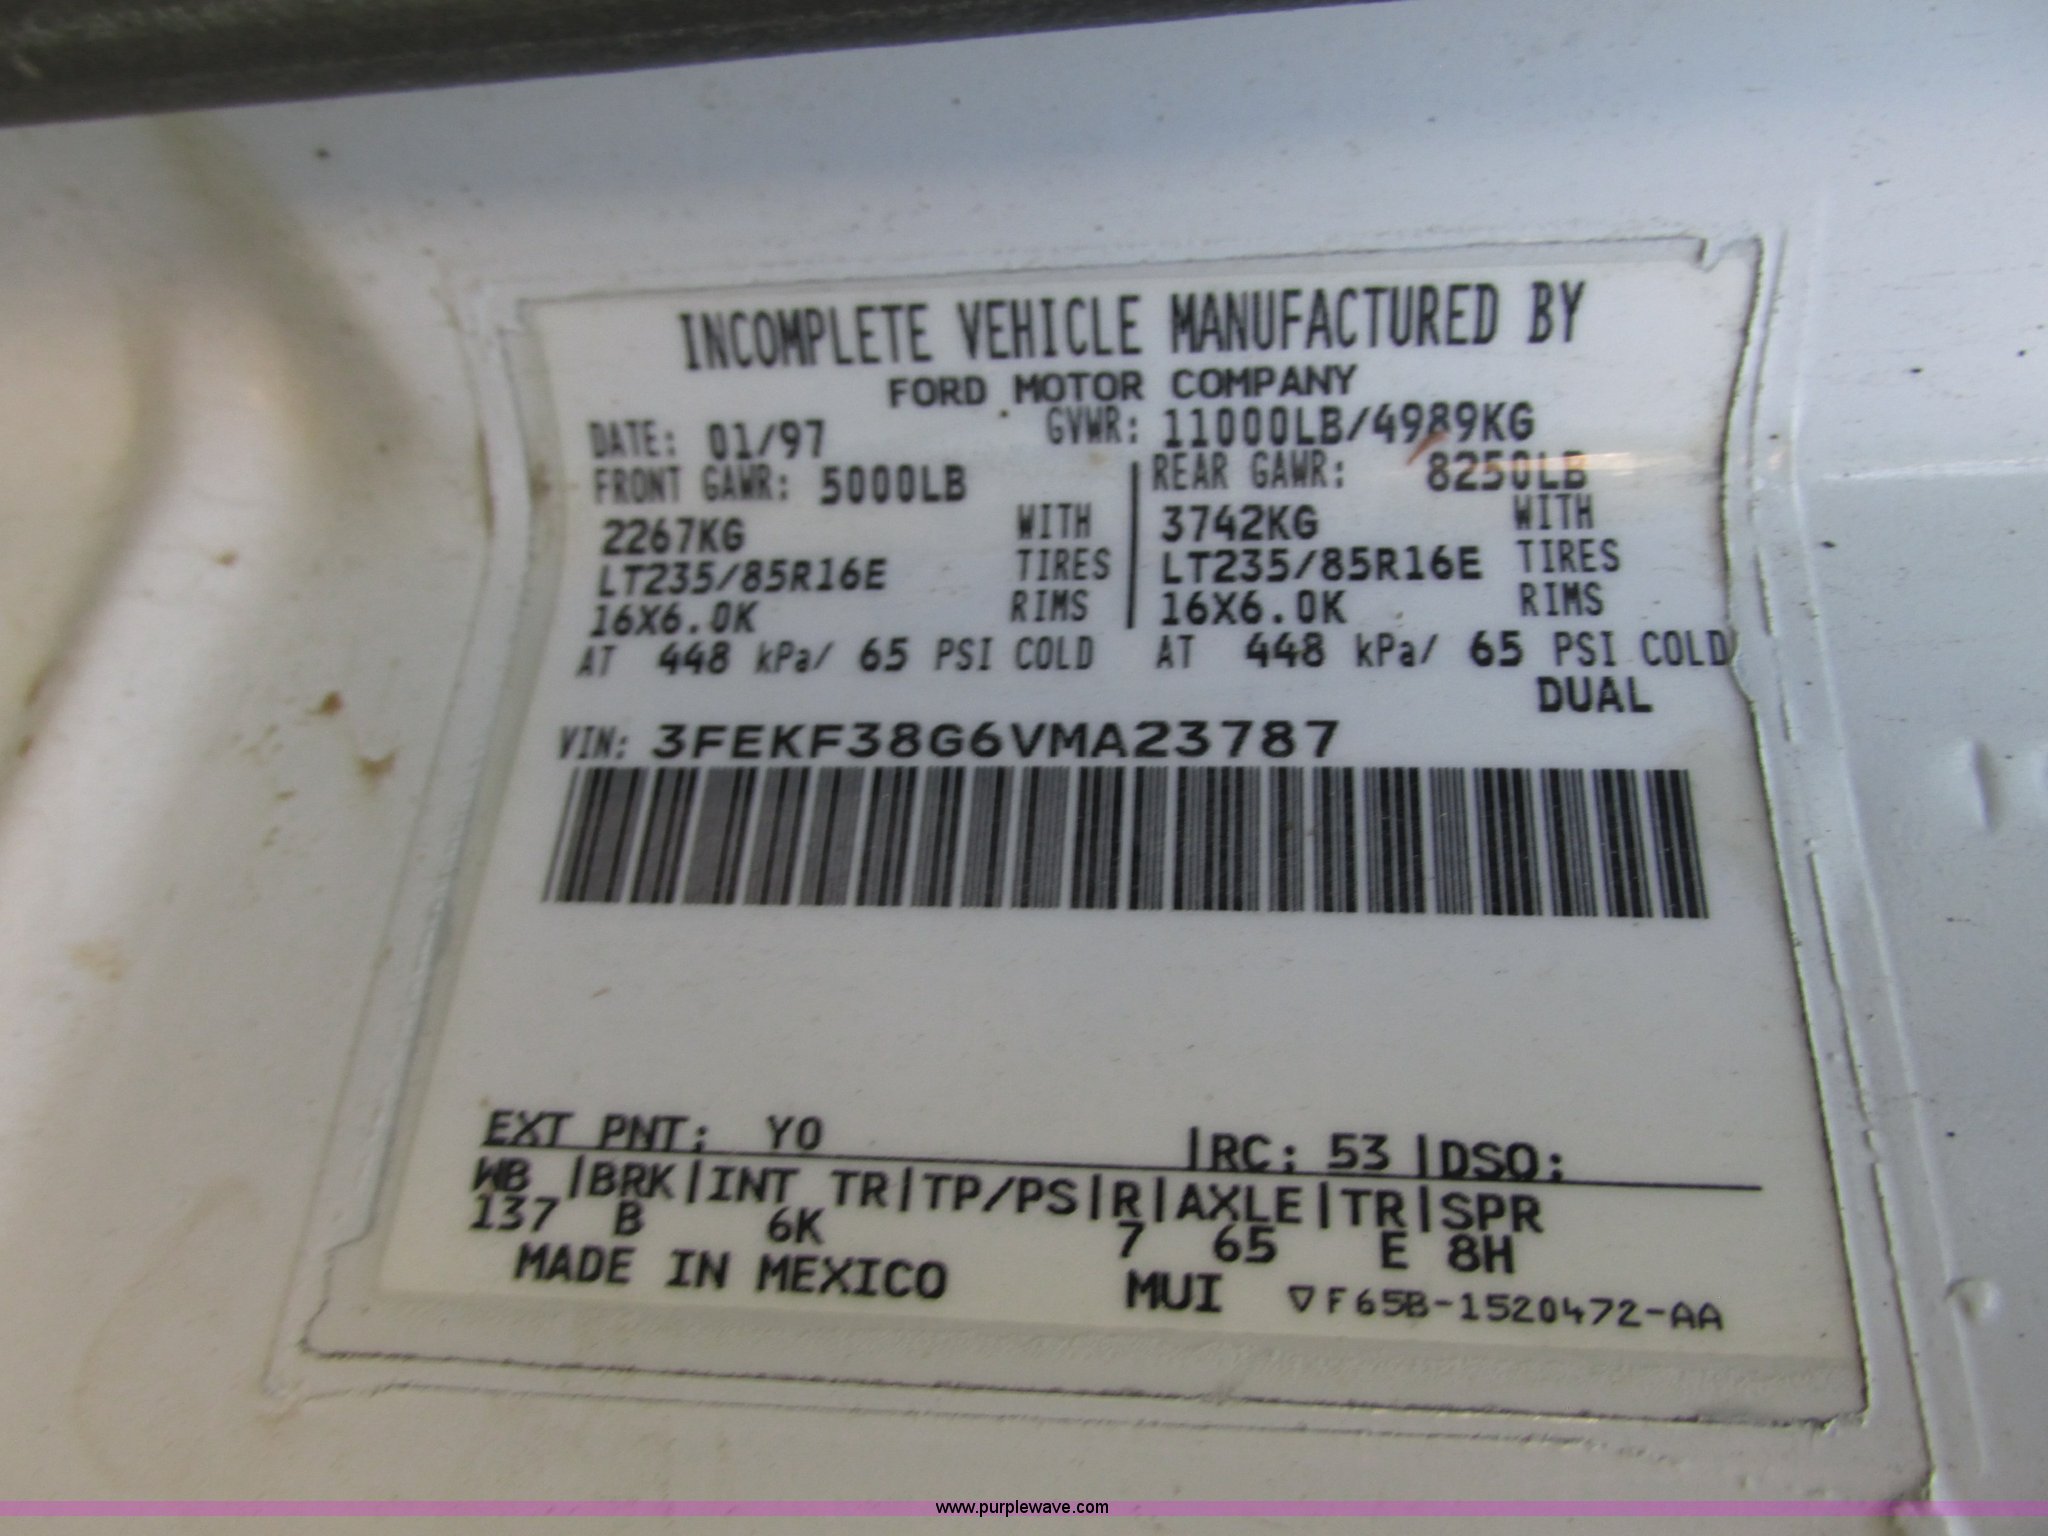 INCOMPLETE VEHICLE MANUFACTURED BY
FORD MOTOR COMPANY
DATE: 01/97 GVWR: 11000LB/4989KG
FRONT GAWR: 5000LB REAR GAWR: 8250LB
2267KG WITH 3742KG WITH
LT235/85R16E TIRES LT235/85R16E TIRES
16X6.0K RIMS 16X6.0K RIMS
AT 448 kPa/ 65 PSI COLD AT 448 kPa/ 65 PSI COLD
DUAL
VIN: 3FEKF38G6VMA23787
EXT PNT: YO |RC: 53 |DSO:
WB |BRK|INT TR|TP/PS|R|AXLE|TR|SPR
137 B 6K 7 65 E 8H
MADE IN MEXICO MUI ▽F65B-1520472-AA
www.purplewave.com